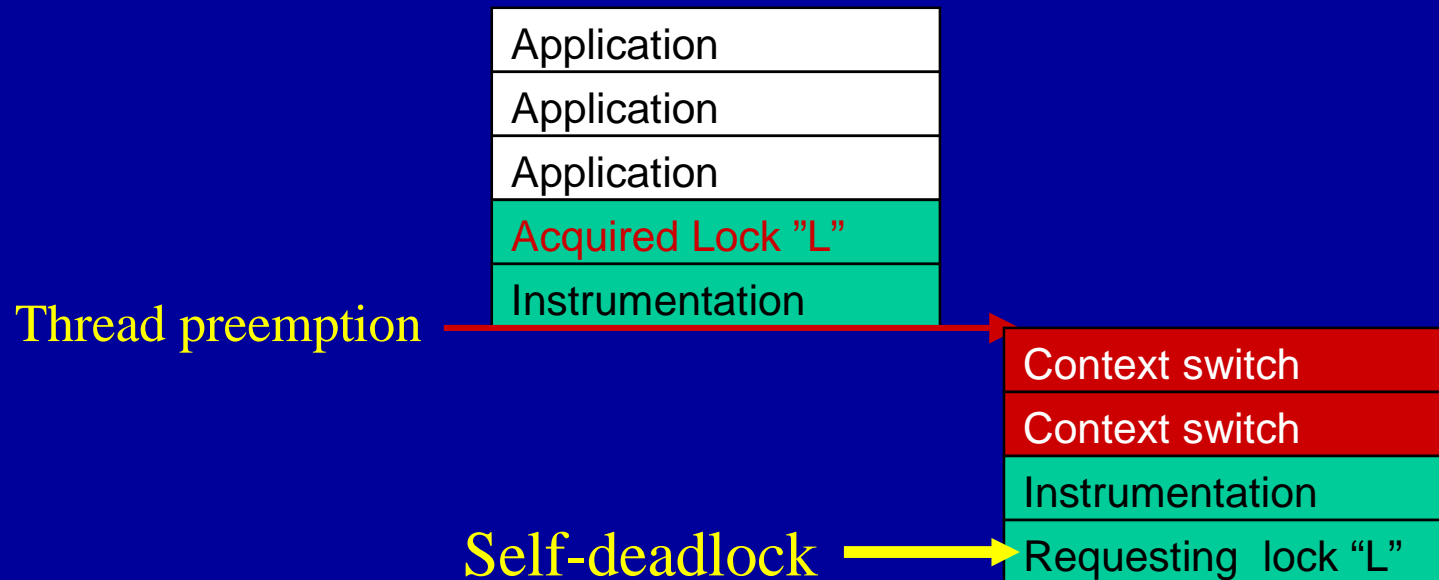 Application
Application
Application
Acquired Lock ”L”
Instrumentation
Thread preemption
Context switch
Context switch
Instrumentation
Self-deadlock
Requesting lock “L”